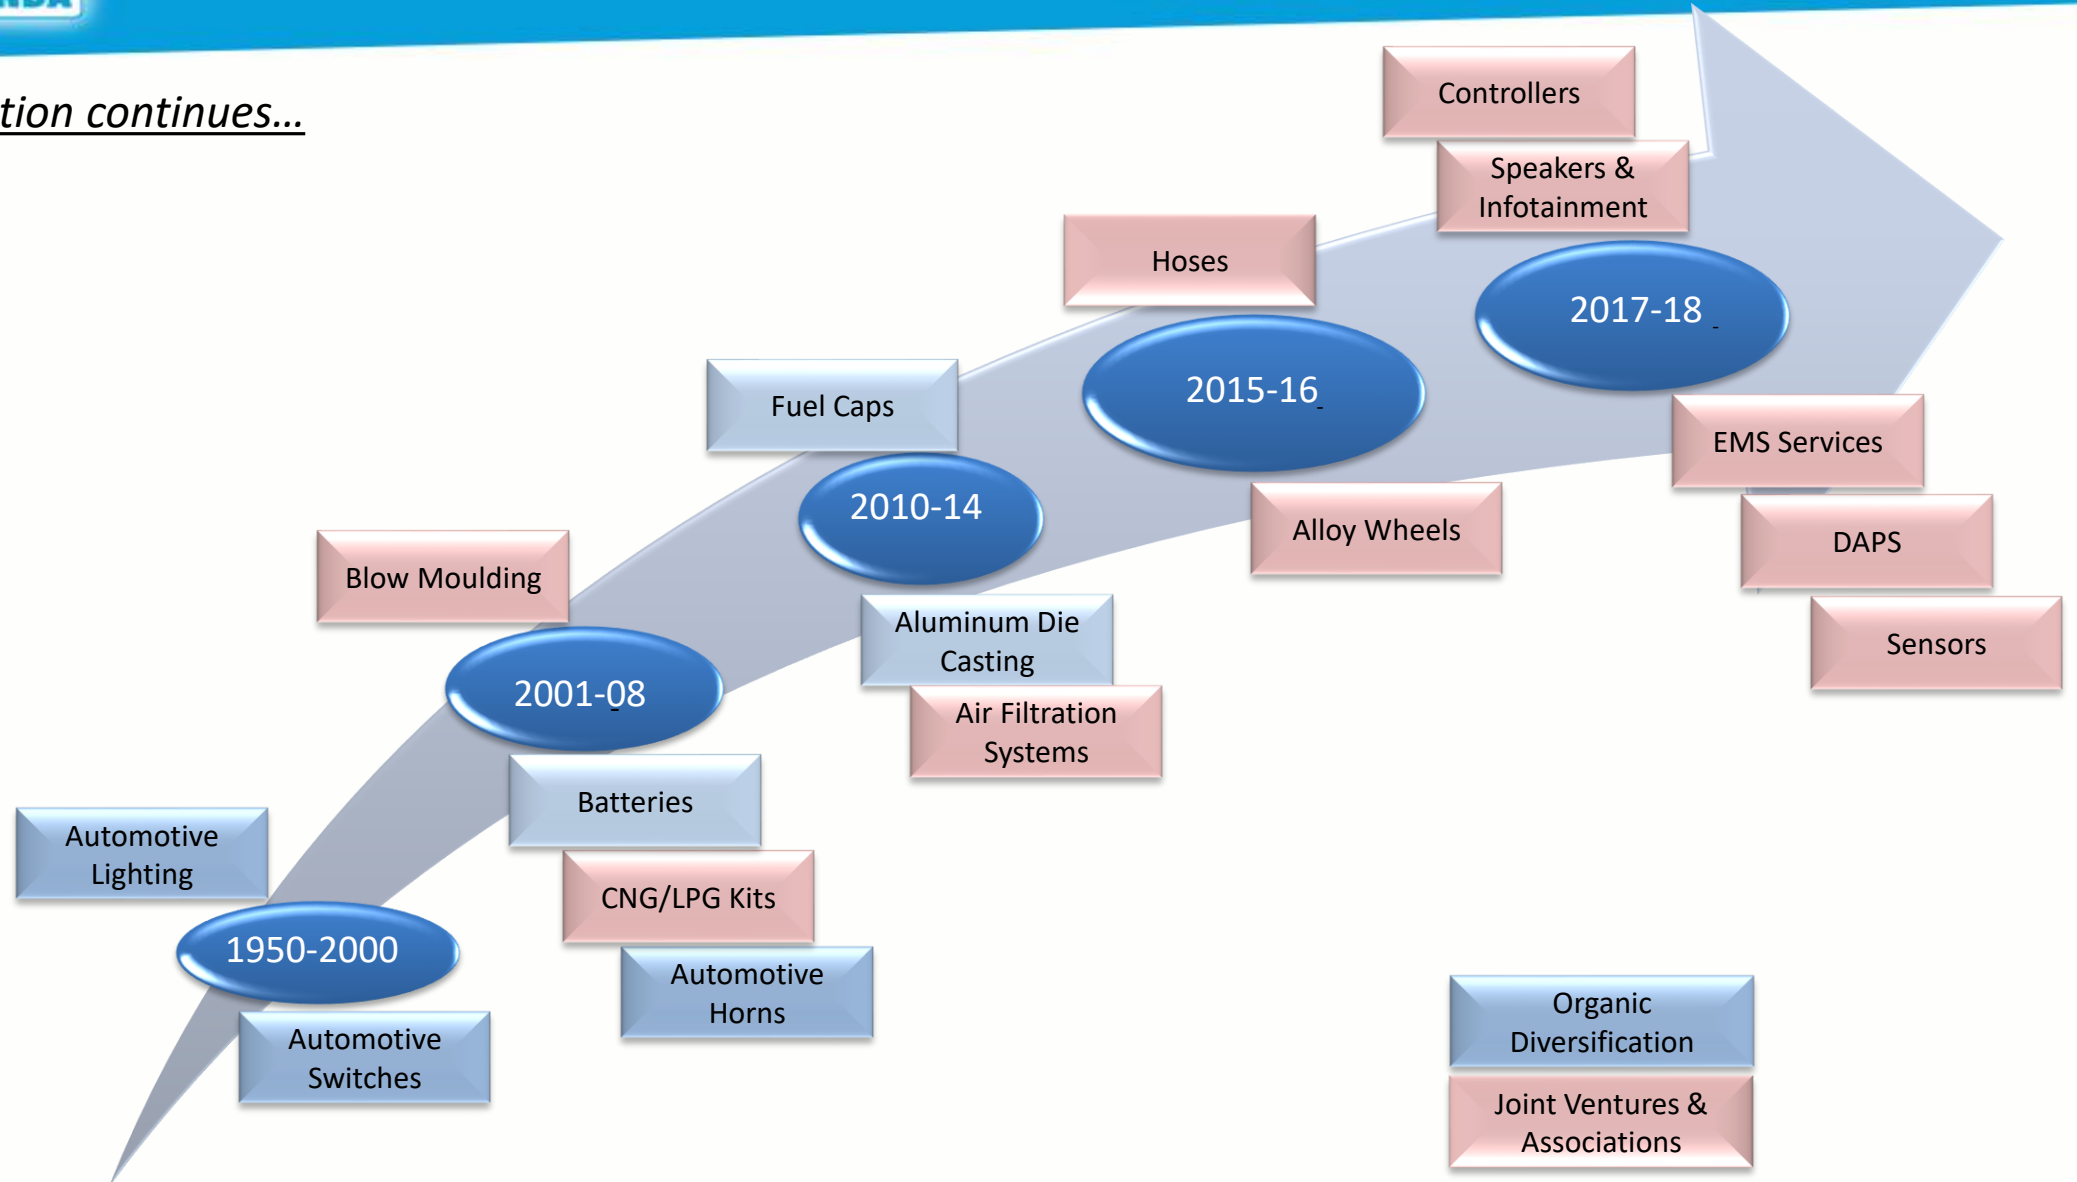 tion continues…
Controllers
Speakers &
Infotainment
Hoses
2017-18
2015-16
Fuel Caps
EMS Services
2010-14
Alloy Wheels
DAPS
Blow Moulding
Aluminum Die
Casting
Sensors
2001-08
Air Filtration
Systems
Batteries
Automotive
Lighting
CNG/LPG Kits
1950-2000
Automotive
Horns
Automotive
Switches
Organic
Diversification
Joint Ventures &
Associations